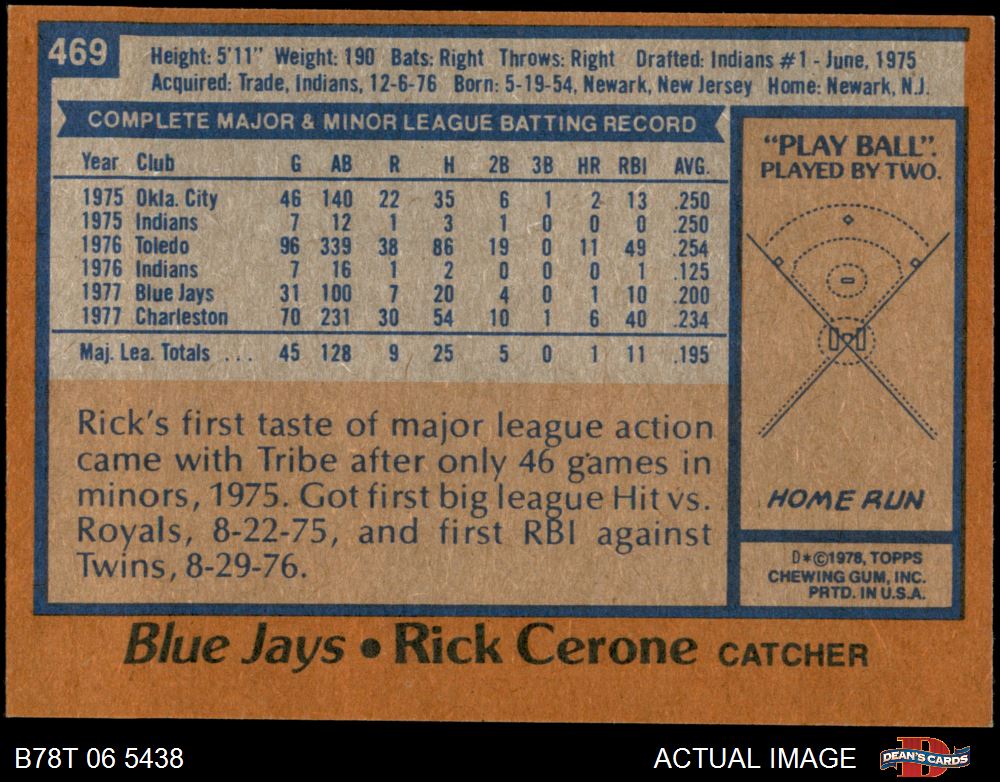 469
Height: 5'11" Weight: 190 Bats: Right Throws: Right Drafted: Indians #1 - June, 1975
Acquired: Trade, Indians, 12-6-76 Born: 5-19-54, Newark, New Jersey Home: Newark, N.J.
COMPLETE MAJOR & MINOR LEAGUE BATTING RECORD
Year Club G AB R H 2B 3B HR RBI AVG.
1975 Okla. City 46 140 22 35 6 1 2 13 .250
1975 Indians 7 12 1 3 1 0 0 0 .250
1976 Toledo 96 339 38 86 19 0 11 49 .254
1976 Indians 7 16 1 2 0 0 0 1 .125
1977 Blue Jays 31 100 7 20 4 0 1 10 .200
1977 Charleston 70 231 30 54 10 1 6 40 .234
Maj. Lea. Totals ... 45 128 9 25 5 0 1 11 .195
Rick's first taste of major league action
came with Tribe after only 46 games in
minors, 1975. Got first big league Hit vs.
Royals, 8-22-75, and first RBI against
Twins, 8-29-76.
"PLAY BALL".
PLAYED BY TWO.
HOME RUN
D*©1978, TOPPS
CHEWING GUM, INC.
PRTD. IN U.S.A.
Blue Jays • Rick Cerone CATCHER
B78T 06 5438
ACTUAL IMAGE
DEAN'S CARDS